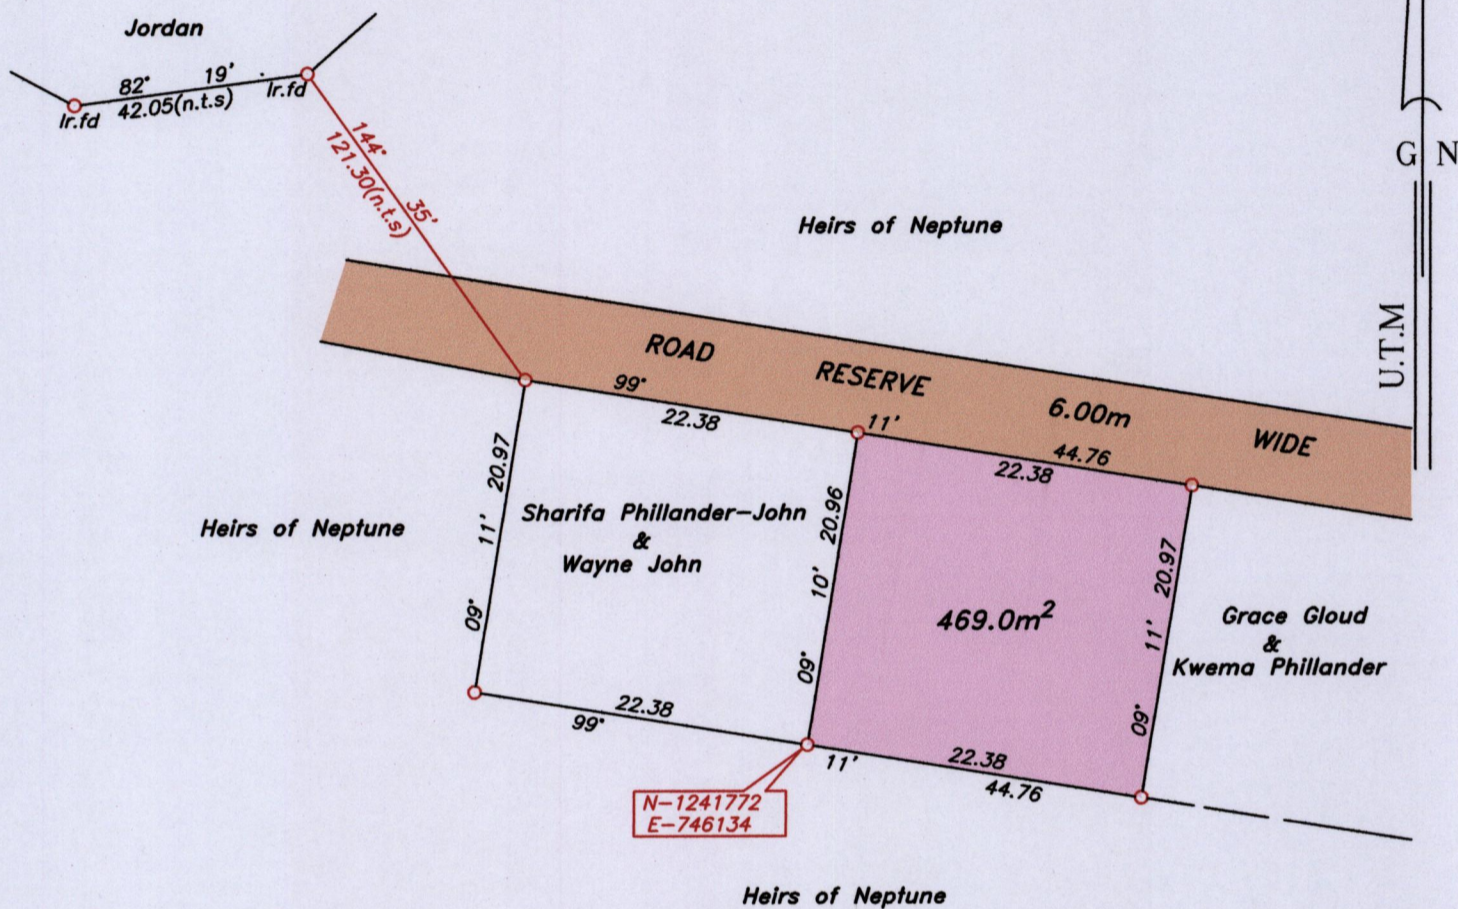 Jordan
82° 19'
42.05(n.t.s)
Ir.fd
Ir.fd
144° 35'
121.30(n.t.s)
G N
U.T.M
Heirs of Neptune
ROAD RESERVE 6.00m WIDE
99° 11'
22.38
44.76
22.38
09° 11' 20.97
Heirs of Neptune
Sharifa Phillander-John
&
Wayne John
09° 10' 20.96
469.0m²
09° 11' 20.97
Grace Gloud
&
Kwema Phillander
22.38
99° 11'
22.38
44.76
N-1241772
E-746134
Heirs of Neptune